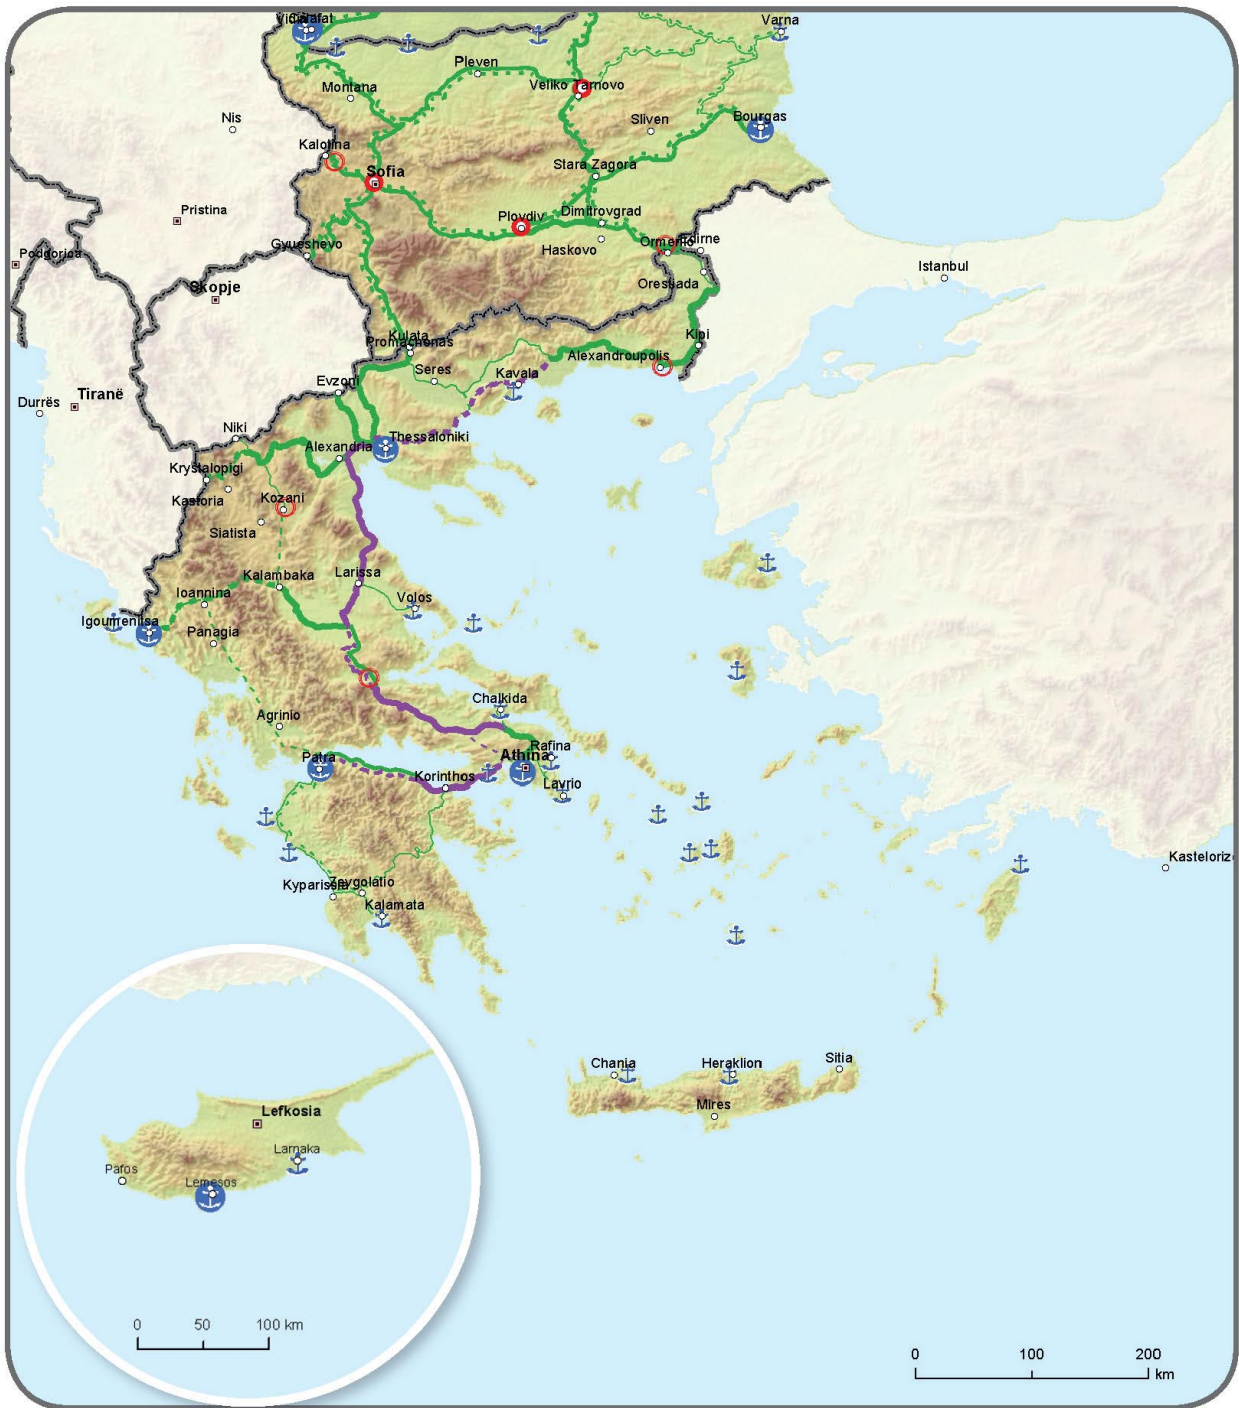 Vidin
Calafat
Varna
Pleven
Montana
Veliko Tarnovo
Nis
Sliven
Bourgas
Kalotina
Sofia
Stara Zagora
Pristina
Plovdiv
Dimitrovgrad
Gyueshevo
Haskovo
Ormenio
Edirne
Podgorica
Istanbul
Orestiada
Skopje
Kulata
Promachonas
Kipi
Alexandroupolis
Seres
Kavala
Evzoni
Tiranë
Durrës
Niki
Thessaloniki
Alexandria
Krystalopigi
Kastoria
Kozani
Siatista
Kalambaka
Larissa
Ioannina
Volos
Igoumenitsa
Panagia
Chalkida
Agrinio
Rafina
Athina
Patra
Korinthos
Lavrio
Kasteloriz
Kyparissia
Zevgolatio
Kalamata
Chania
Heraklion
Sitia
Mires
Lefkosia
Larnaka
Pafos
Lemesos
0 50 100 km
0 100 200
km